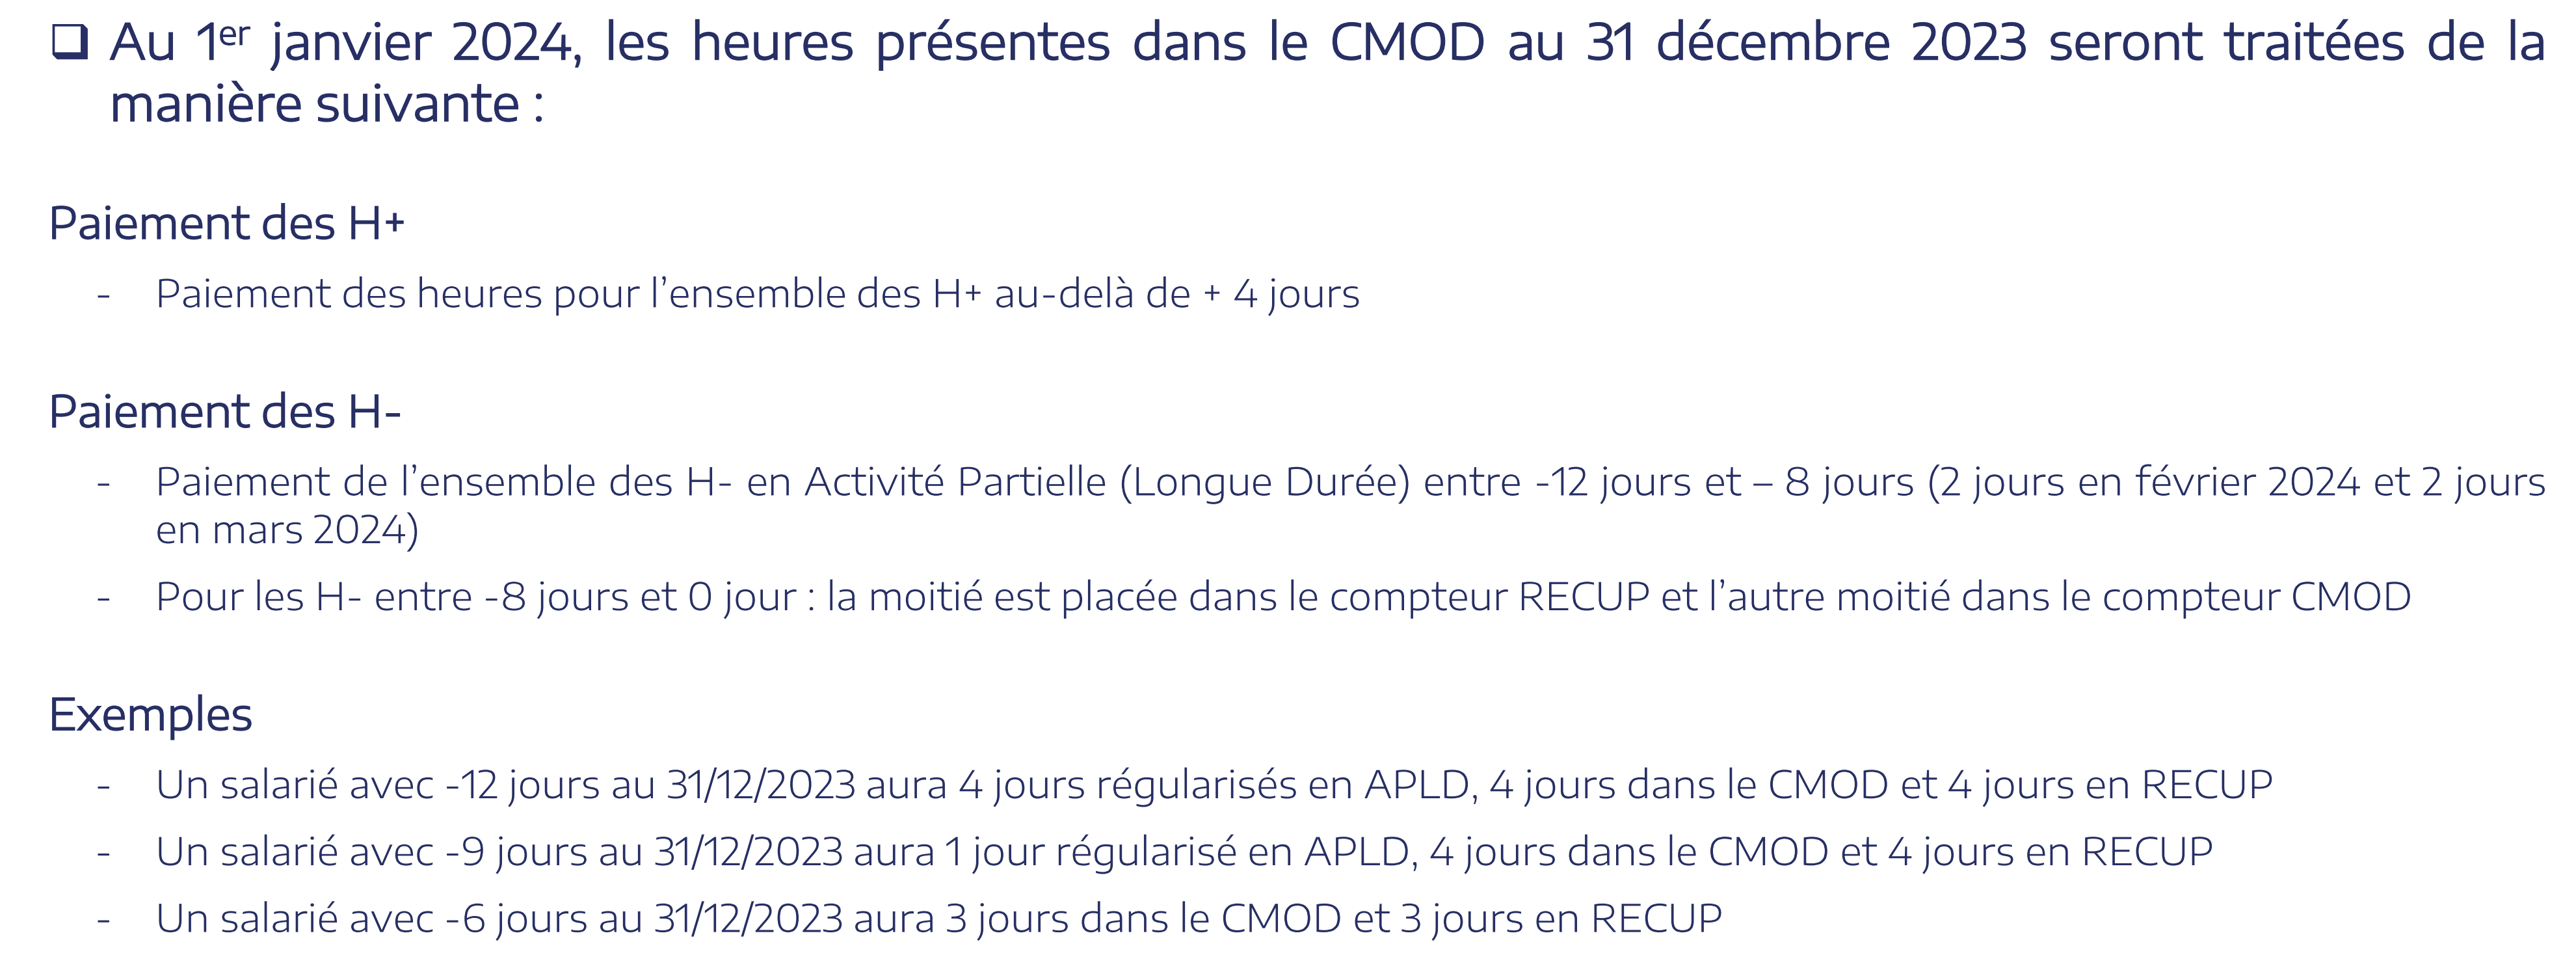 ❑ Au 1er janvier 2024, les heures présentes dans le CMOD au 31 décembre 2023 seront traitées de la
manière suivante :
Paiement des H+
- Paiement des heures pour l’ensemble des H+ au-delà de + 4 jours
Paiement des H-
- Paiement de l’ensemble des H- en Activité Partielle (Longue Durée) entre -12 jours et – 8 jours (2 jours en février 2024 et 2 jours
en mars 2024)
- Pour les H- entre -8 jours et 0 jour : la moitié est placée dans le compteur RECUP et l’autre moitié dans le compteur CMOD
Exemples
- Un salarié avec -12 jours au 31/12/2023 aura 4 jours régularisés en APLD, 4 jours dans le CMOD et 4 jours en RECUP
- Un salarié avec -9 jours au 31/12/2023 aura 1 jour régularisé en APLD, 4 jours dans le CMOD et 4 jours en RECUP
- Un salarié avec -6 jours au 31/12/2023 aura 3 jours dans le CMOD et 3 jours en RECUP